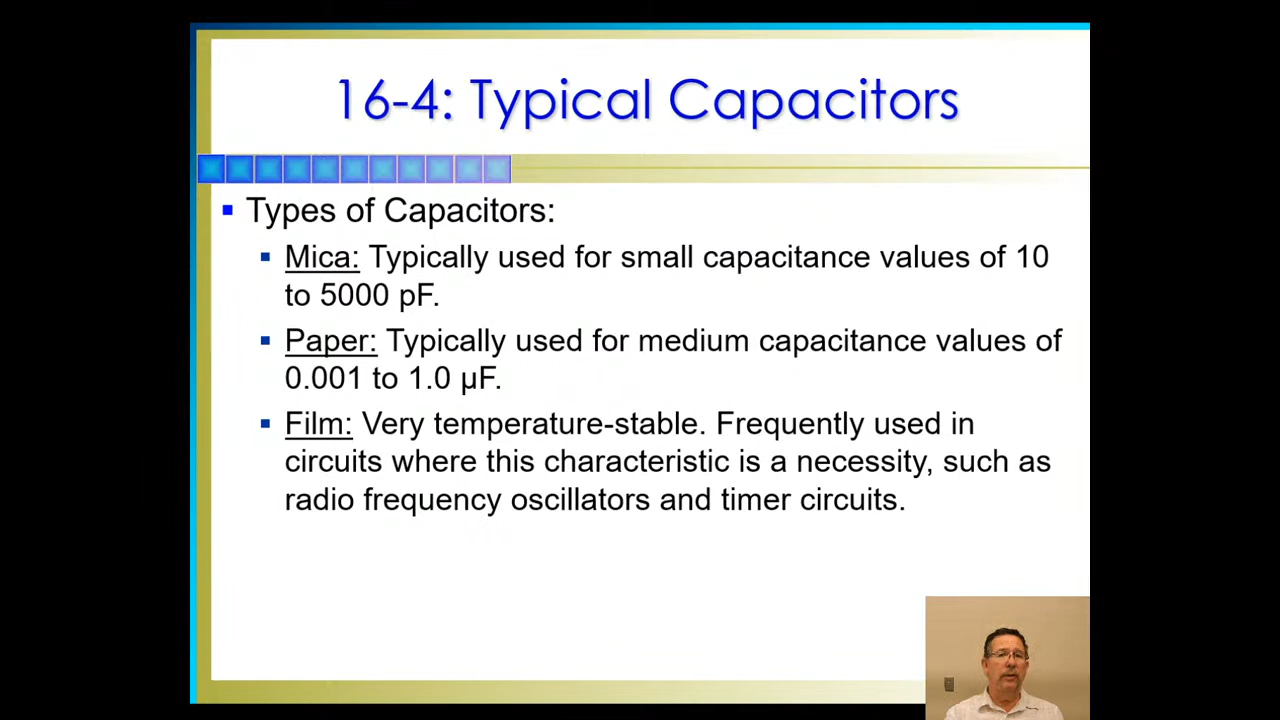 16-4: Typical Capacitors
Types of Capacitors:
Mica: Typically used for small capacitance values of 10
to 5000 pF.
Paper: Typically used for medium capacitance values of
0.001 to 1.0 µF.
Film: Very temperature-stable. Frequently used in
circuits where this characteristic is a necessity, such as
radio frequency oscillators and timer circuits.